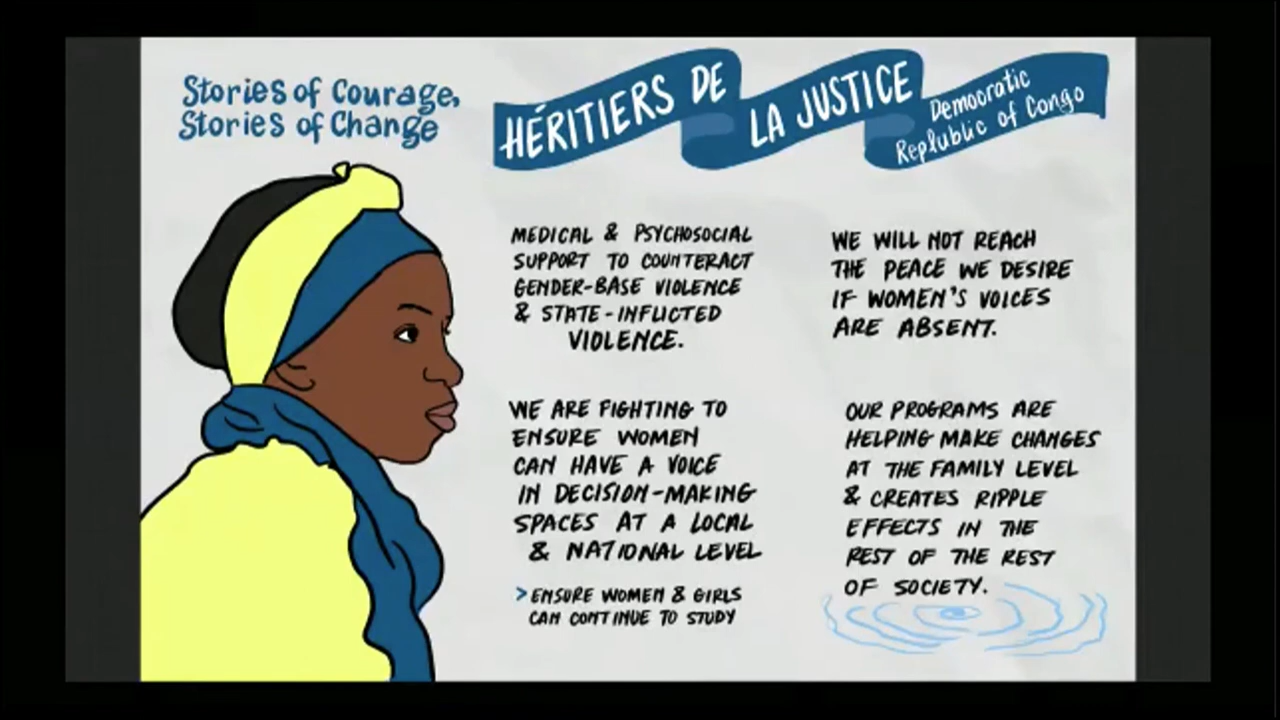 Stories of Courage,
Stories of Change
HÉRITIERS DE
LA JUSTICE
Democratic
Replublic of Congo
MEDICAL & PSYCHOSOCIAL
SUPPORT TO COUNTERACT
GENDER-BASE VIOLENCE
& STATE-INFLICTED
VIOLENCE.
WE ARE FIGHTING TO
ENSURE WOMEN
CAN HAVE A VOICE
IN DECISION-MAKING
SPACES AT A LOCAL
& NATIONAL LEVEL
> ENSURE WOMEN & GIRLS
CAN CONTINUE TO STUDY
WE WILL NOT REACH
THE PEACE WE DESIRE
IF WOMEN'S VOICES
ARE ABSENT.
OUR PROGRAMS ARE
HELPING MAKE CHANGES
AT THE FAMILY LEVEL
& CREATES RIPPLE
EFFECTS IN THE
REST OF THE REST
OF SOCIETY.